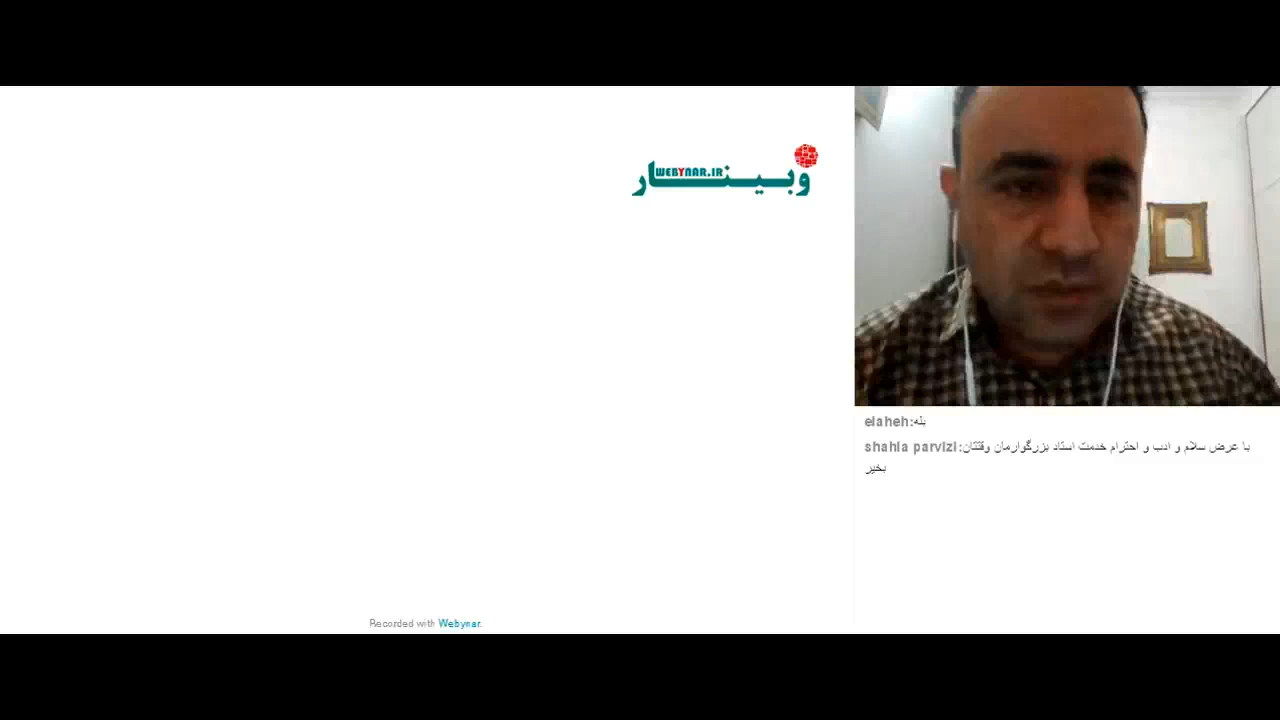 وبینار
WEBYNAR.IR
elaheh:بله
shahla parvizi:با عرض سلام و ادب و احترام خدمت استاد بزرگوارمان وقتتان
بخیر
Recorded with Webynar.